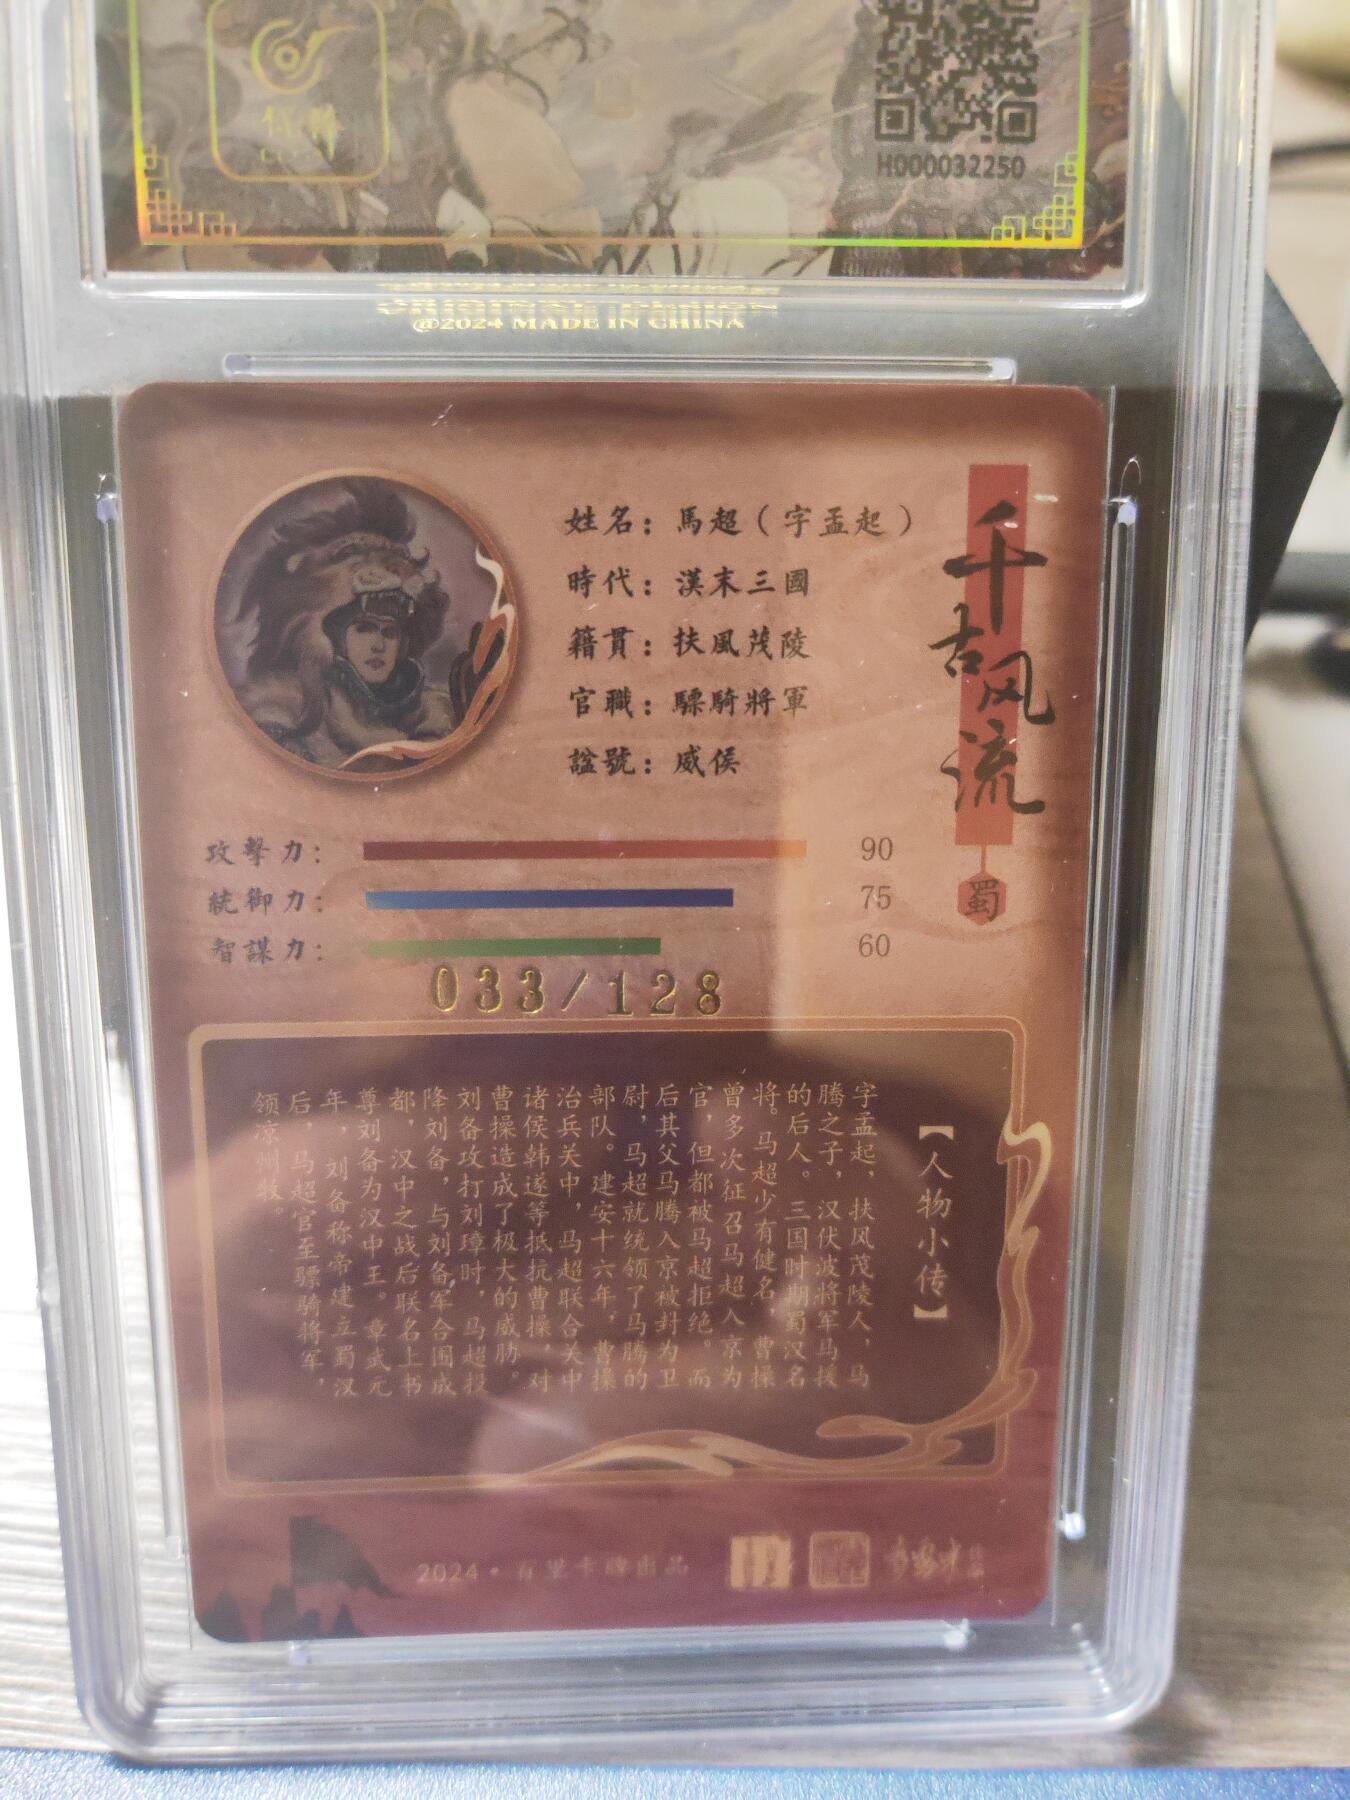 H000032250
@2024 MADE IN CHINA
姓名：馬超（字孟起）
時代：漢末三國
籍貫：扶風茂陵
官職：驃騎將軍
諡號：威侯
千古风流
蜀
攻擊力：90
統御力：75
智謀力：60
033/128
【人物小传】
字孟起，扶风茂陵人，马
腾之子，汉伏波将军马援
的后人。三国时期蜀汉名
将。马超少有健名，曹操
曾多次征召马超入京为
官，但都被马超拒绝。而
后其父马腾入京被封为卫
尉，马超就统领了马腾的
部队。建安十六年，曹操
治兵关中，马超联合关中
诸侯韩遂等抵抗曹操，对
曹操造成了极大的威胁。
刘备攻打刘璋时，马超投
降刘备，与刘备军合围成
都，汉中之战后联名上书
尊刘备为汉中王。章武元
年，刘备称帝建立蜀汉
后，马超官至骠骑将军，
领凉州牧。
2024·百里卡牌出品